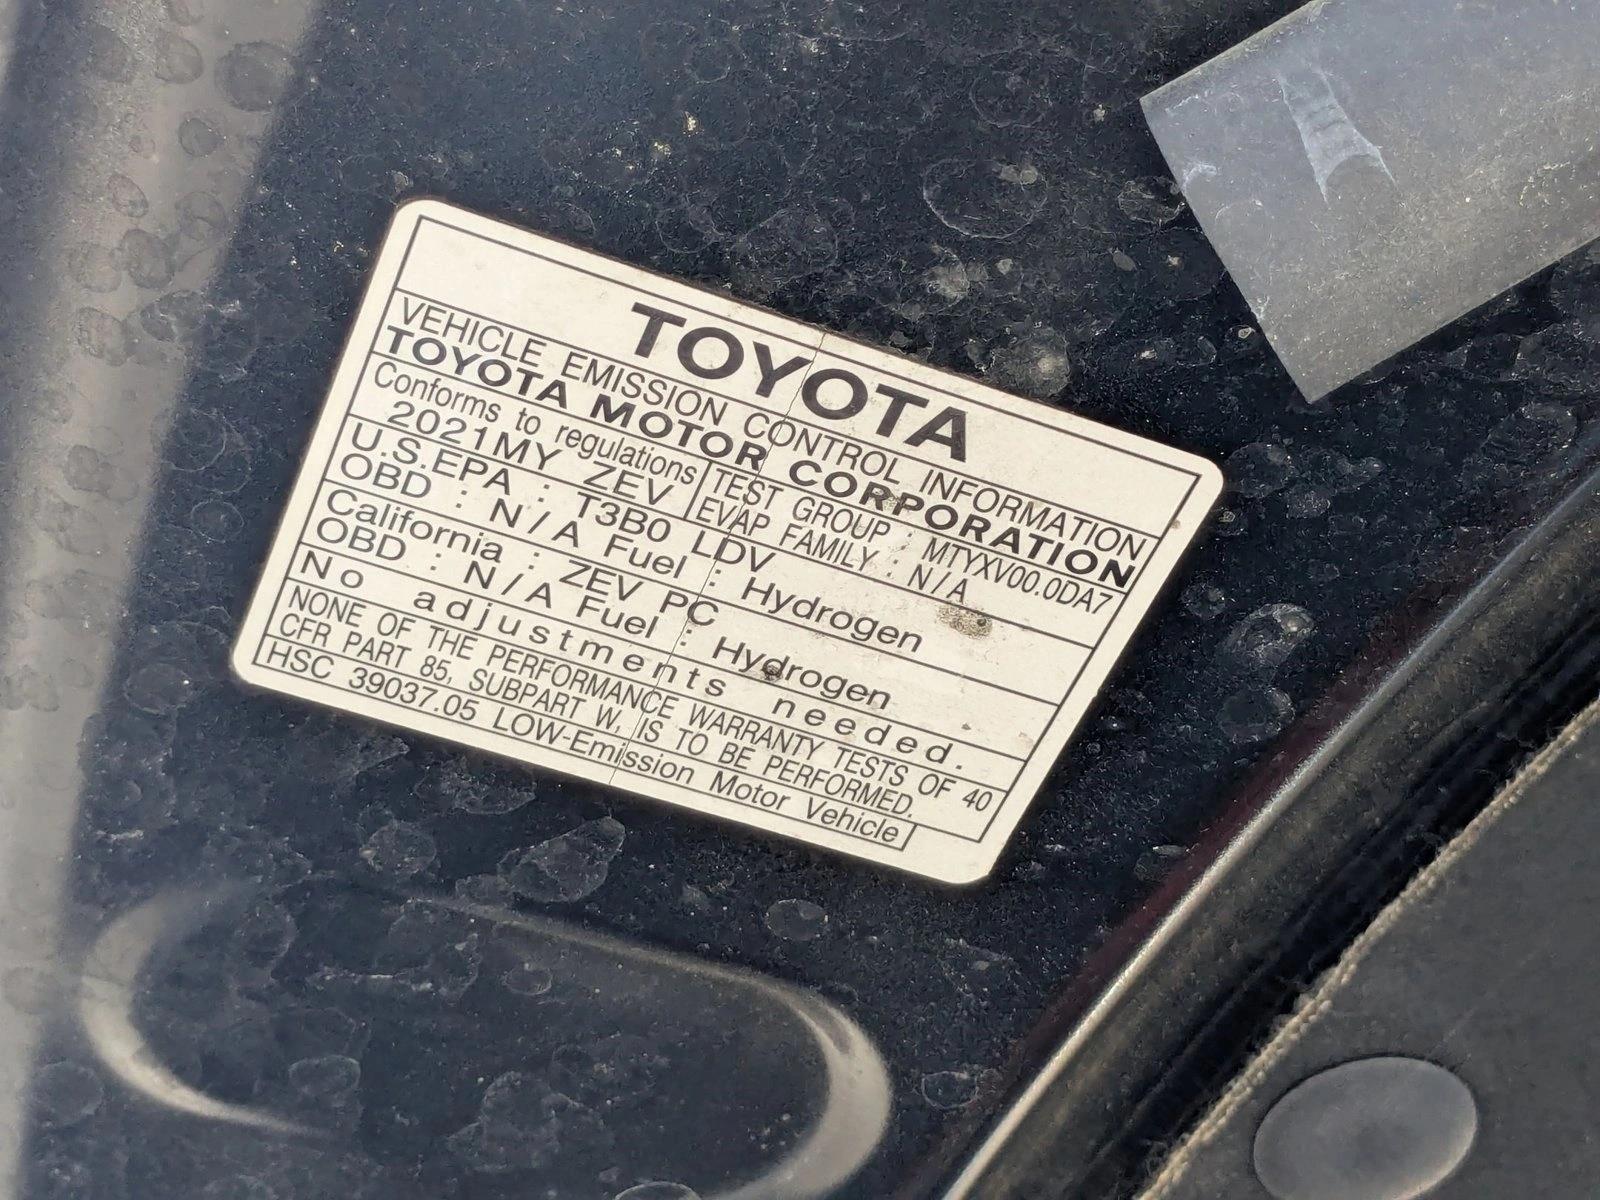 TOYOTA
VEHICLE EMISSION CONTROL INFORMATION
TOYOTA MOTOR CORPORATION
Conforms to regulations
2021MY ZEV
TEST GROUP : MTYXV00.0DA7
EVAP FAMILY : N/A
U.S.EPA : T3B0 LDV
OBD : N/A Fuel : Hydrogen
California : ZEV PC
OBD : N/A Fuel : Hydrogen
No adjustments needed.
NONE OF THE PERFORMANCE WARRANTY TESTS OF 40
CFR PART 85, SUBPART W, IS TO BE PERFORMED.
HSC 39037.05 LOW-Emission Motor Vehicle